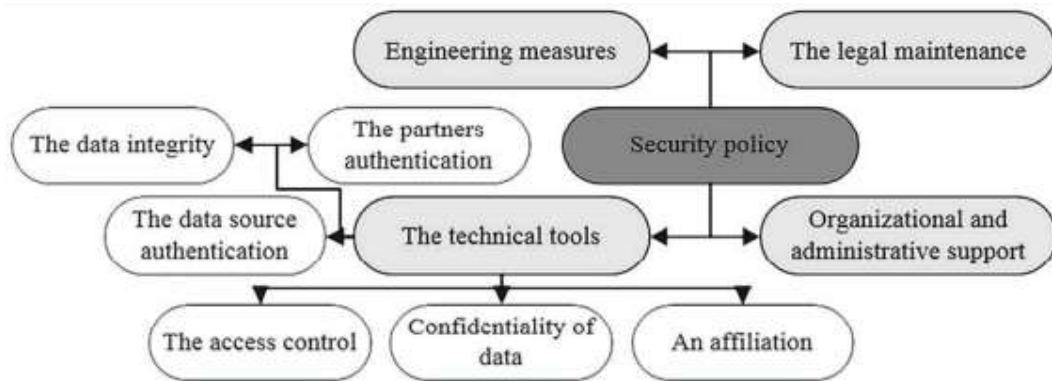 Engineering measures
The legal maintenance
The data integrity
The partners
authentication
Security policy
The data source
authentication
The technical tools
Organizational and
administrative support
The access control
Confidentiality of
data
An affiliation